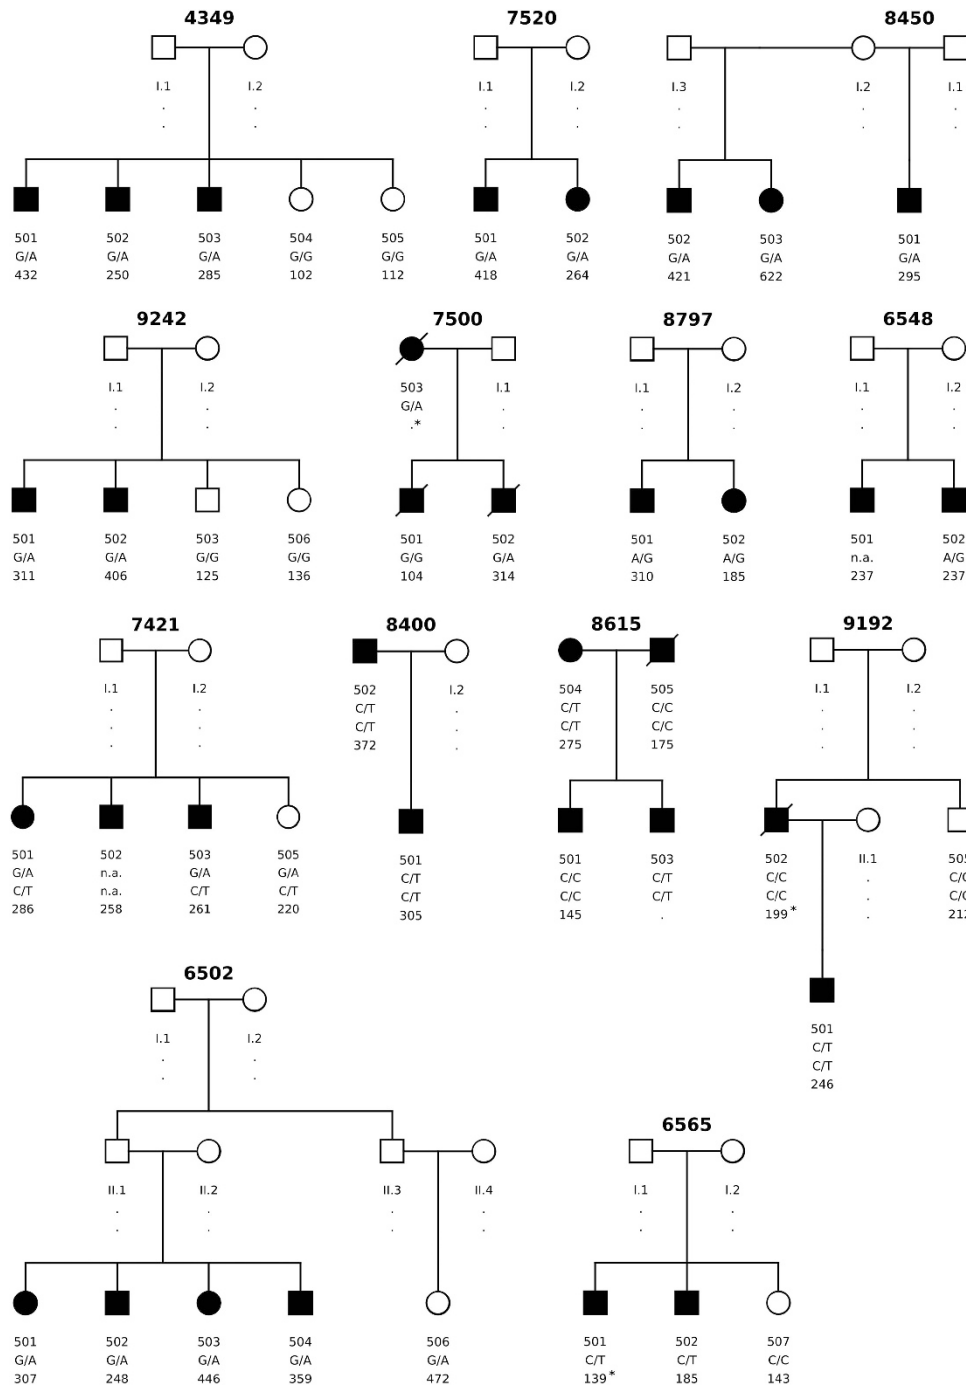 4349 7520 8450
I.1 I.2 I.1 I.2 I.3 I.2 I.1
. . . . . . .
. . . . . . .
501 502 503 504 505 501 502 502 503 501
G/A G/A G/A G/G G/G G/A G/A G/A G/A G/A
432 250 285 102 112 418 264 421 622 295
9242 7500 8797 6548
I.1 I.2 503 I.1 I.1 I.2 I.1 I.2
. . G/A . . . . .
. . .* . . . . .
501 502 503 506 501 502 501 502 501 502
G/A G/A G/G G/G G/G G/A A/G A/G n.a. A/G
311 406 125 136 104 314 310 185 237 237
7421 8400 8615 9192
I.1 I.2 502 I.2 504 505 I.1 I.2
. . C/T . C/T C/C . .
. . C/T . C/T C/C . .
. . 372 . 275 175 . .
501 502 503 505 501 501 503 502 II.1 505
G/A n.a. G/A G/A C/T C/C C/T C/C . C/C
C/T n.a. C/T C/T C/T C/C C/T C/C . C/C
286 258 261 220 305 145 . 199* . 212
501
C/T
C/T
246
6502
I.1 I.2
. .
. .
II.1 II.2 II.3 II.4
. . . .
. . . .
501 502 503 504 506
G/A G/A G/A G/A G/A
307 248 446 359 472
6565
I.1 I.2
. .
. .
501 502 507
C/T C/T C/C
139* 185 143